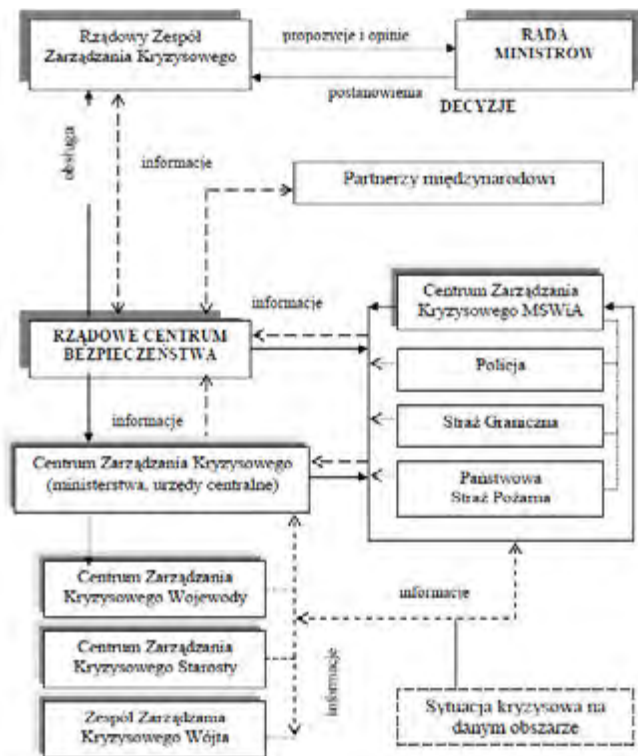 Rządowy Zespół
Zarządzania Kryzysowego
propozycje i opinie
RADA
MINISTRÓW
postanowienia
DECYZJE
obsługa
informacje
Partnerzy międzynarodowi
informacje
Centrum Zarządzania
Kryzysowego MSWiA
RZĄDOWE CENTRUM
BEZPIECZEŃSTWA
Policja
informacje
Straż Graniczna
Centrum Zarządzania Kryzysowego
(ministerstwa, urzędy centralne)
Państwowa
Straż Pożarna
Centrum Zarządzania
Kryzysowego Wojewody
informacje
Centrum Zarządzania
Kryzysowego Starosty
informacje
Zespół Zarządzania
Kryzysowego Wójta
Sytuacja kryzysowa na
danym obszarze